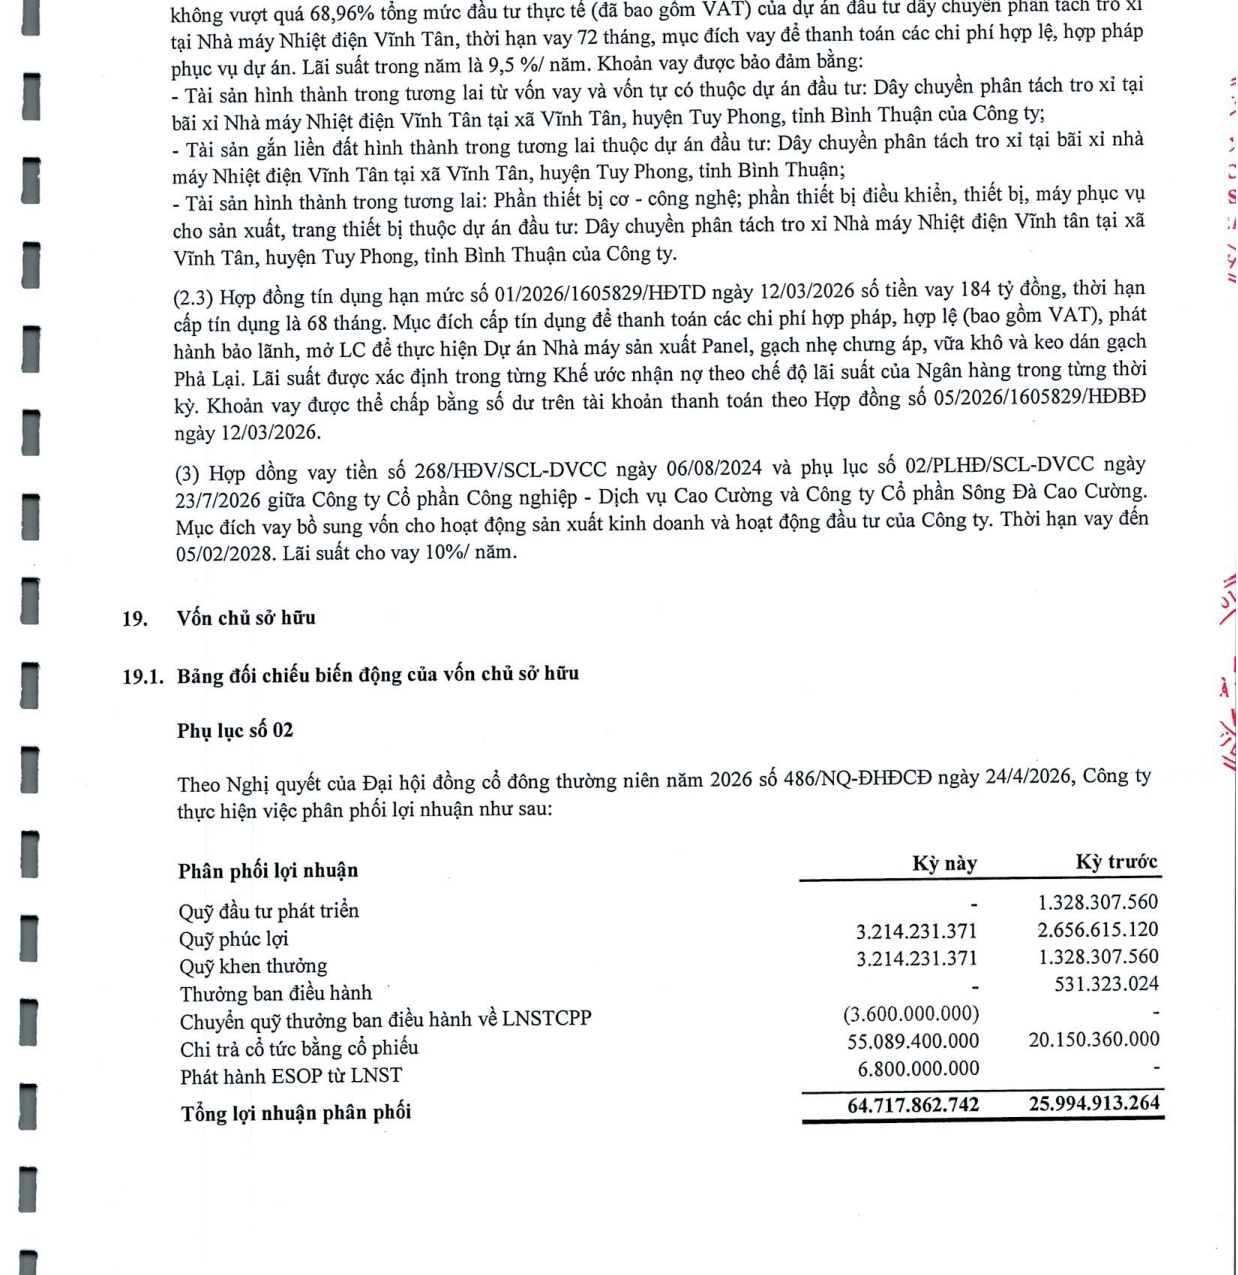 không vượt quá 68,96% tổng mức đầu tư thực tế (đã bao gồm VAT) của dự án đầu tư dây chuyền phân tách tro xỉ
tại Nhà máy Nhiệt điện Vĩnh Tân, thời hạn vay 72 tháng, mục đích vay để thanh toán các chi phí hợp lệ, hợp pháp
phục vụ dự án. Lãi suất trong năm là 9,5 %/ năm. Khoản vay được bảo đảm bằng:
- Tài sản hình thành trong tương lai từ vốn vay và vốn tự có thuộc dự án đầu tư: Dây chuyền phân tách tro xỉ tại
bãi xỉ Nhà máy Nhiệt điện Vĩnh Tân tại xã Vĩnh Tân, huyện Tuy Phong, tỉnh Bình Thuận của Công ty;
- Tài sản gắn liền đất hình thành trong tương lai thuộc dự án đầu tư: Dây chuyền phân tách tro xỉ tại bãi xỉ nhà
máy Nhiệt điện Vĩnh Tân tại xã Vĩnh Tân, huyện Tuy Phong, tỉnh Bình Thuận;
- Tài sản hình thành trong tương lai: Phần thiết bị cơ - công nghệ; phần thiết bị điều khiển, thiết bị, máy phục vụ
cho sản xuất, trang thiết bị thuộc dự án đầu tư: Dây chuyền phân tách tro xỉ Nhà máy Nhiệt điện Vĩnh tân tại xã
Vĩnh Tân, huyện Tuy Phong, tỉnh Bình Thuận của Công ty.
(2.3) Hợp đồng tín dụng hạn mức số 01/2026/1605829/HĐTD ngày 12/03/2026 số tiền vay 184 tỷ đồng, thời hạn
cấp tín dụng là 68 tháng. Mục đích cấp tín dụng để thanh toán các chi phí hợp pháp, hợp lệ (bao gồm VAT), phát
hành bảo lãnh, mở LC để thực hiện Dự án Nhà máy sản xuất Panel, gạch nhẹ chưng áp, vữa khô và keo dán gạch
Phả Lại. Lãi suất được xác định trong từng Khế ước nhận nợ theo chế độ lãi suất của Ngân hàng trong từng thời
kỳ. Khoản vay được thế chấp bằng số dư trên tài khoản thanh toán theo Hợp đồng số 05/2026/1605829/HĐBĐ
ngày 12/03/2026.
(3) Hợp dồng vay tiền số 268/HĐV/SCL-DVCC ngày 06/08/2024 và phụ lục số 02/PLHĐ/SCL-DVCC ngày
23/7/2026 giữa Công ty Cổ phần Công nghiệp - Dịch vụ Cao Cường và Công ty Cổ phần Sông Đà Cao Cường.
Mục đích vay bổ sung vốn cho hoạt động sản xuất kinh doanh và hoạt động đầu tư của Công ty. Thời hạn vay đến
05/02/2028. Lãi suất cho vay 10%/ năm.
19. Vốn chủ sở hữu
19.1. Bảng đối chiếu biến động của vốn chủ sở hữu
Phụ lục số 02
Theo Nghị quyết của Đại hội đồng cổ đông thường niên năm 2026 số 486/NQ-ĐHĐCĐ ngày 24/4/2026, Công ty
thực hiện việc phân phối lợi nhuận như sau:
Phân phối lợi nhuận Kỳ này Kỳ trước
Quỹ đầu tư phát triển - 1.328.307.560
Quỹ phúc lợi 3.214.231.371 2.656.615.120
Quỹ khen thưởng 3.214.231.371 1.328.307.560
Thưởng ban điều hành - 531.323.024
Chuyển quỹ thưởng ban điều hành về LNSTCPP (3.600.000.000) -
Chi trả cổ tức bằng cổ phiếu 55.089.400.000 20.150.360.000
Phát hành ESOP từ LNST 6.800.000.000 -
Tổng lợi nhuận phân phối 64.717.862.742 25.994.913.264